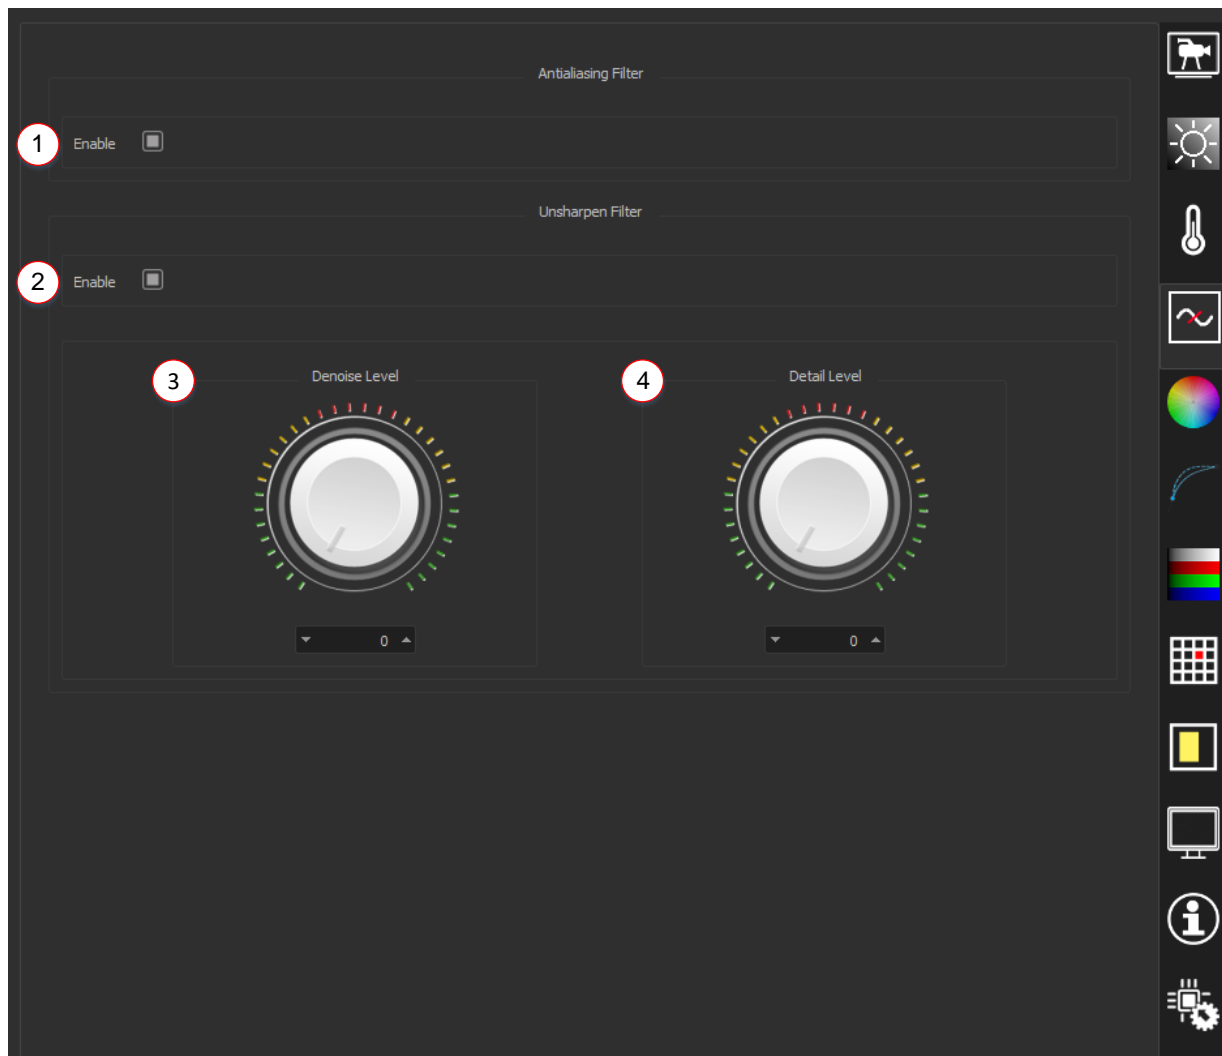 Antialiasing Filter
1 Enable
Unsharpen Filter
2 Enable
3 Denoise Level
4 Detail Level
0
0